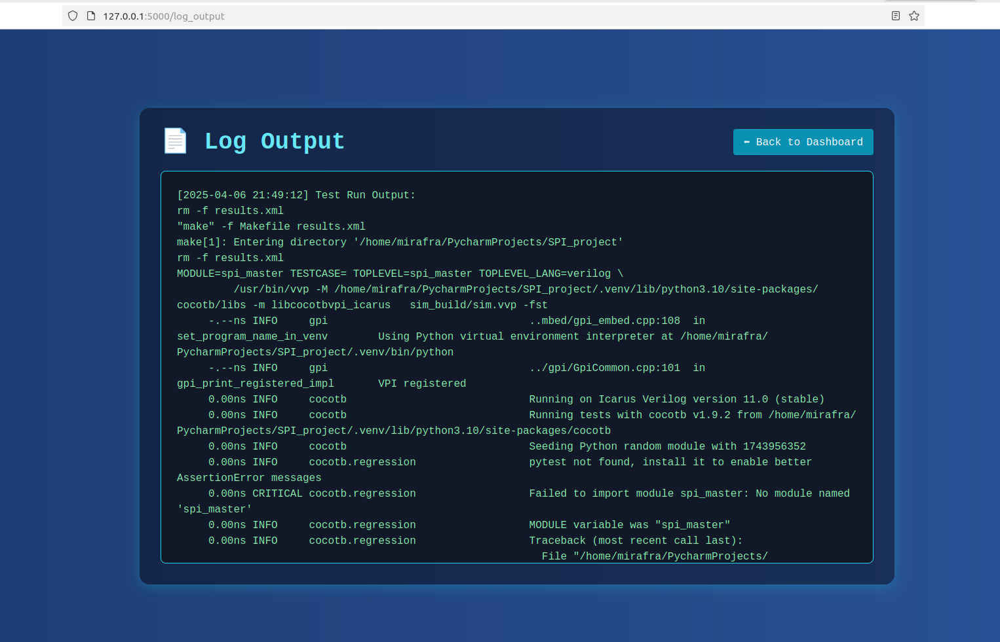 127.0.0.1:5000/log_output
Log Output
⬅ Back to Dashboard
[2025-04-06 21:49:12] Test Run Output:
rm -f results.xml
"make" -f Makefile results.xml
make[1]: Entering directory '/home/mirafra/PycharmProjects/SPI_project'
rm -f results.xml
MODULE=spi_master TESTCASE= TOPLEVEL=spi_master TOPLEVEL_LANG=verilog \
         /usr/bin/vvp -M /home/mirafra/PycharmProjects/SPI_project/.venv/lib/python3.10/site-packages/
cocotb/libs -m libcocotbvpi_icarus   sim_build/sim.vvp -fst
     -.--ns INFO     gpi                                ..mbed/gpi_embed.cpp:108  in
set_program_name_in_venv        Using Python virtual environment interpreter at /home/mirafra/
PycharmProjects/SPI_project/.venv/bin/python
     -.--ns INFO     gpi                                ../gpi/GpiCommon.cpp:101  in
gpi_print_registered_impl       VPI registered
     0.00ns INFO     cocotb                             Running on Icarus Verilog version 11.0 (stable)
     0.00ns INFO     cocotb                             Running tests with cocotb v1.9.2 from /home/mirafra/
PycharmProjects/SPI_project/.venv/lib/python3.10/site-packages/cocotb
     0.00ns INFO     cocotb                             Seeding Python random module with 1743956352
     0.00ns INFO     cocotb.regression                  pytest not found, install it to enable better
AssertionError messages
     0.00ns CRITICAL cocotb.regression                  Failed to import module spi_master: No module named
'spi_master'
     0.00ns INFO     cocotb.regression                  MODULE variable was "spi_master"
     0.00ns INFO     cocotb.regression                  Traceback (most recent call last):
                                                          File "/home/mirafra/PycharmProjects/